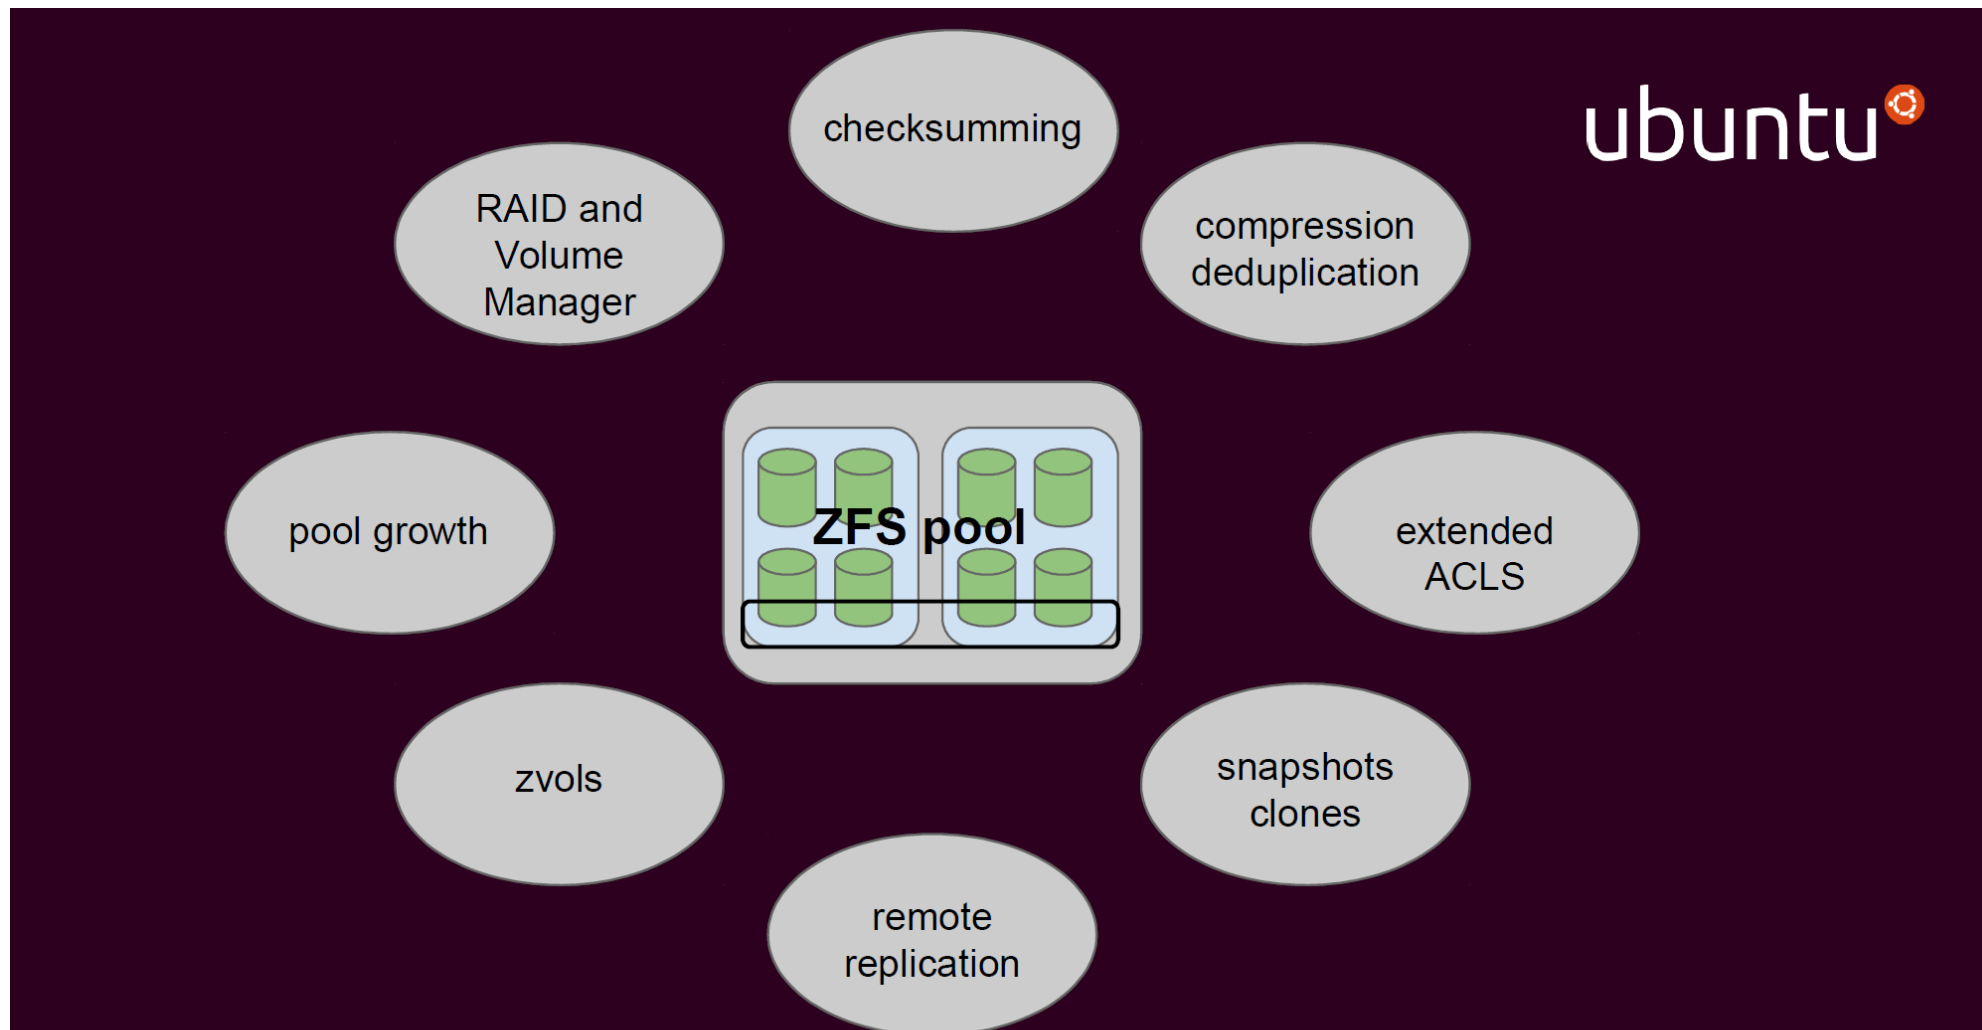 checksumming
ubuntu
RAID and
Volume
Manager
compression
deduplication
pool growth
ZFS pool
extended
ACLS
zvols
snapshots
clones
remote
replication